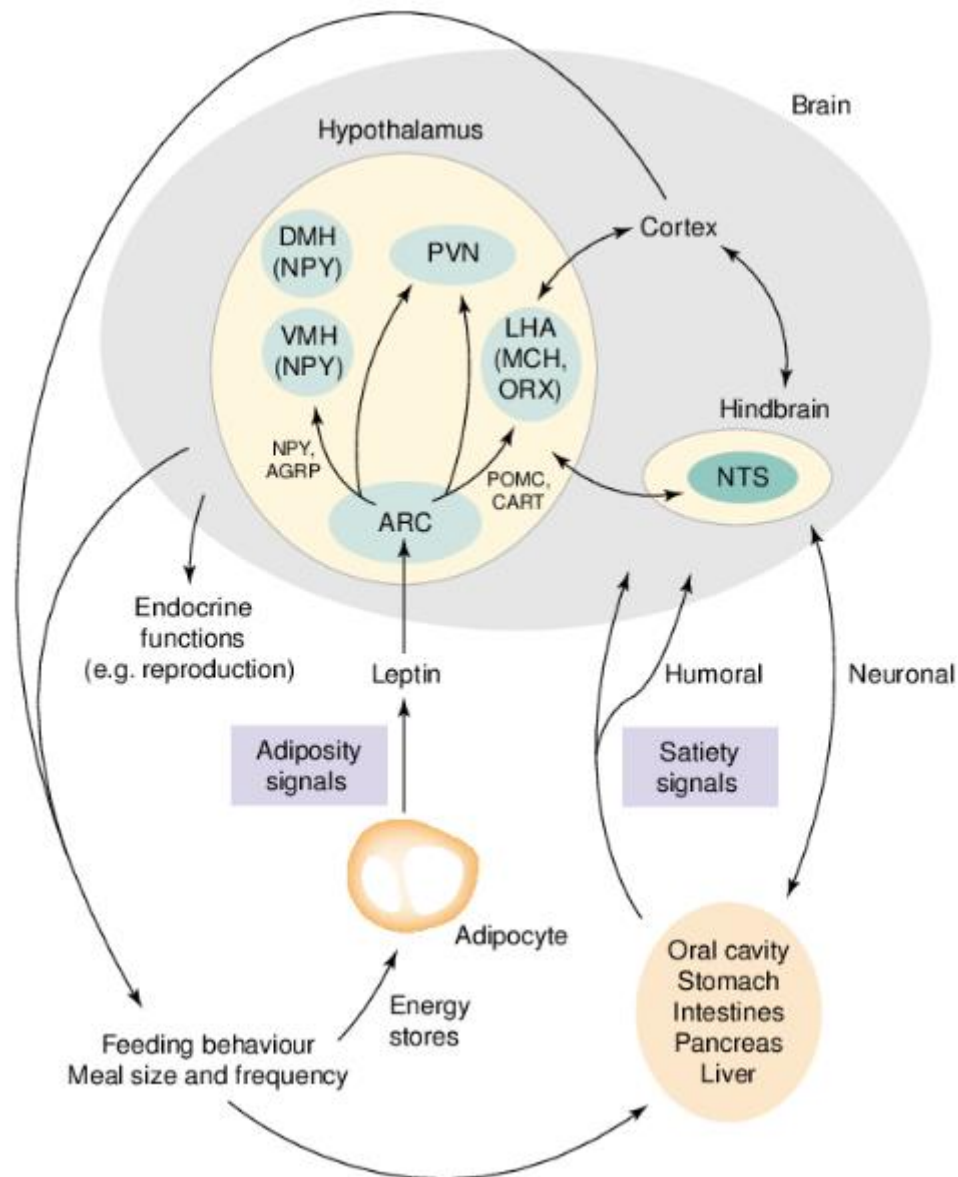 Brain
Hypothalamus
Cortex
DMH
(NPY)
PVN
VMH
(NPY)
LHA
(MCH,
ORX)
Hindbrain
NPY,
AGRP
POMC,
CART
NTS
ARC
Endocrine
functions
(e.g. reproduction)
Leptin
Humoral
Neuronal
Adiposity
signals
Satiety
signals
Adipocyte
Oral cavity
Stomach
Intestines
Pancreas
Liver
Energy
stores
Feeding behaviour
Meal size and frequency